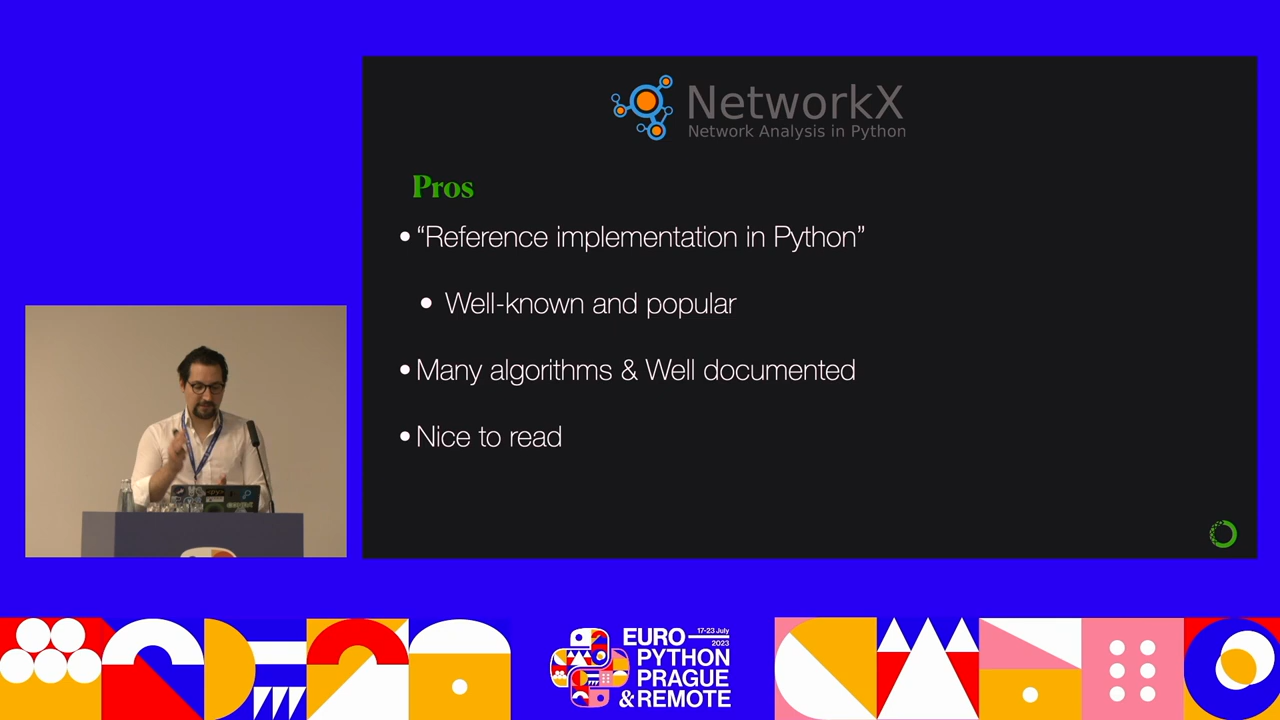 NetworkX
Network Analysis in Python
Pros
•“Reference implementation in Python”
• Well-known and popular
•Many algorithms & Well documented
•Nice to read
17-23 July
2023
EURO
PYTHON
PRAGUE
& REMOTE